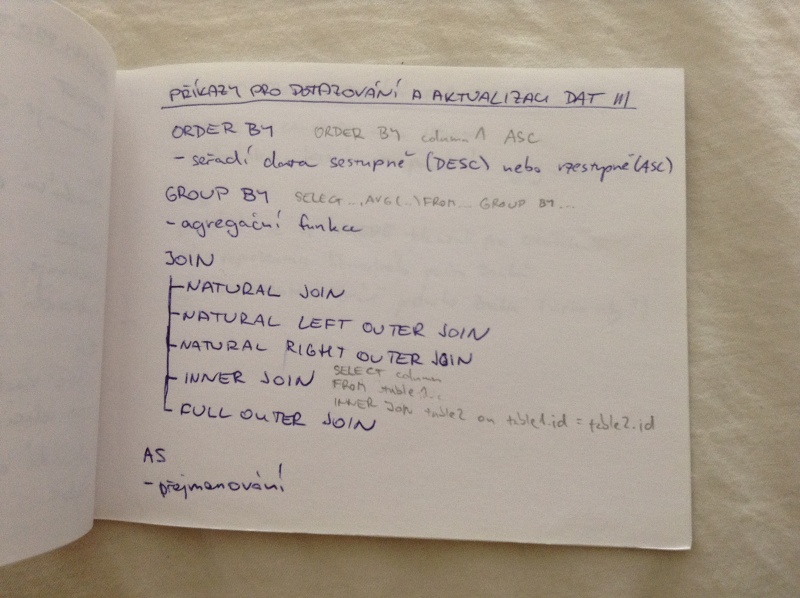 PŘÍKAZY PRO DOTAZOVÁNÍ A AKTUALIZACI DAT III
ORDER BY ORDER BY column1 ASC
- seřadí data sestupně (DESC) nebo vzestupně (ASC)
GROUP BY SELECT..., AVG(..) FROM... GROUP BY...
- agregační funkce
JOIN
- NATURAL JOIN
- NATURAL LEFT OUTER JOIN
- NATURAL RIGHT OUTER JOIN
- INNER JOIN SELECT column
FROM table1...
INNER JOIN table2 on table1.id = table2.id
- FULL OUTER JOIN
AS
- přejmenování